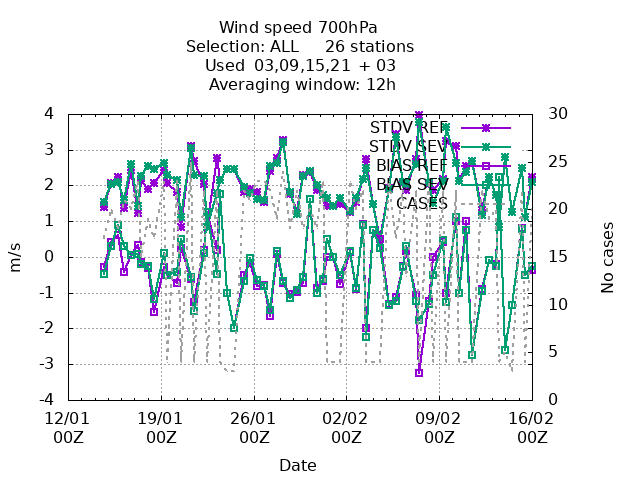 Wind speed 700hPa
Selection: ALL 26 stations
Used 03,09,15,21 + 03
Averaging window: 12h
STDV REF
STDV SEV
BIAS REF
BIAS SEV
CASES
4
3
2
1
0
-1
-2
-3
-4
m/s
30
25
20
15
10
5
0
No cases
12/01 19/01 26/01 02/02 09/02 16/02
00Z 00Z 00Z 00Z 00Z 00Z
Date